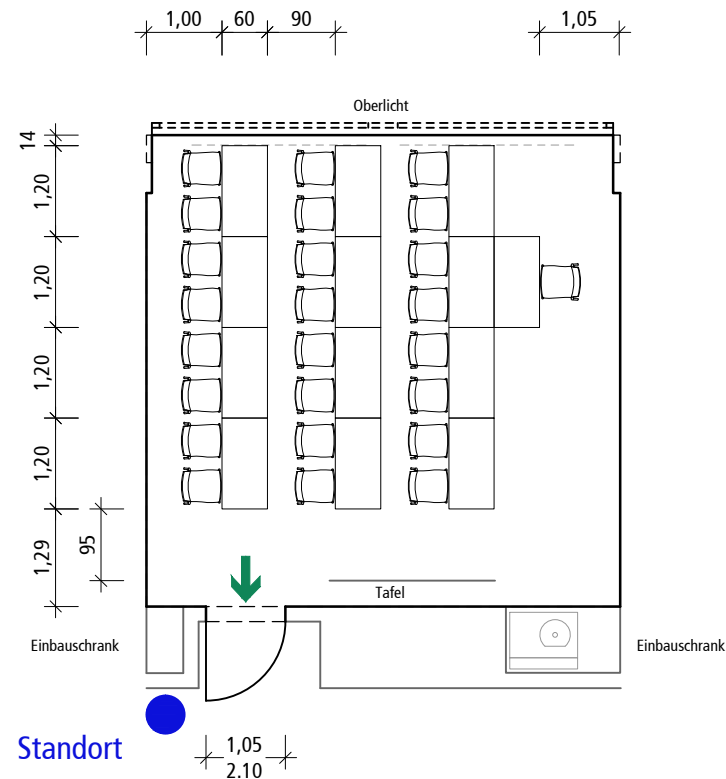 1,00 60 90 1,05
Oberlicht
14
1,20
1,20
1,20
1,20
1,29
95
Tafel
Einbauschrank
Einbauschrank
Standort
1,05
2,10